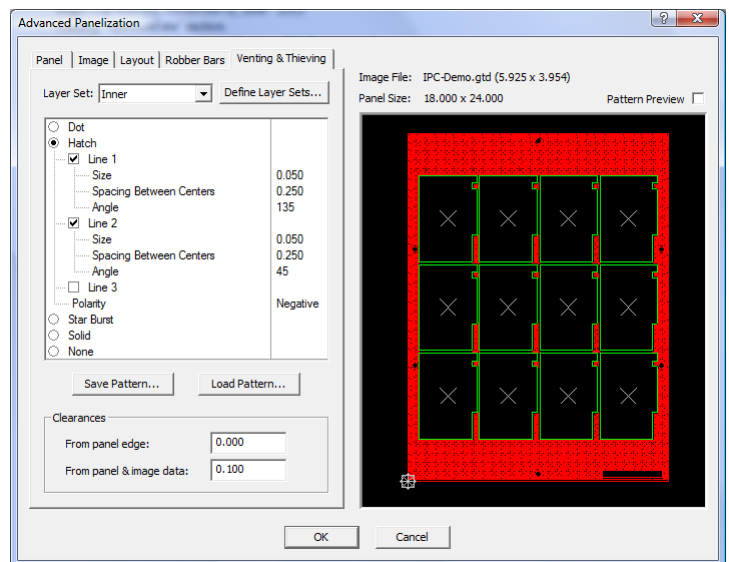 Advanced Panelization
Panel Image Layout Robber Bars Venting & Thieving
Layer Set: Inner Define Layer Sets...
Image File: IPC-Demo.gtd (5.925 x 3.954)
Panel Size: 18.000 x 24.000 Pattern Preview
Dot
Hatch
Line 1
Size 0.050
Spacing Between Centers 0.250
Angle 135
Line 2
Size 0.050
Spacing Between Centers 0.250
Angle 45
Line 3
Polarity Negative
Star Burst
Solid
None
Save Pattern... Load Pattern...
Clearances
From panel edge: 0.000
From panel & image data: 0.100
OK Cancel